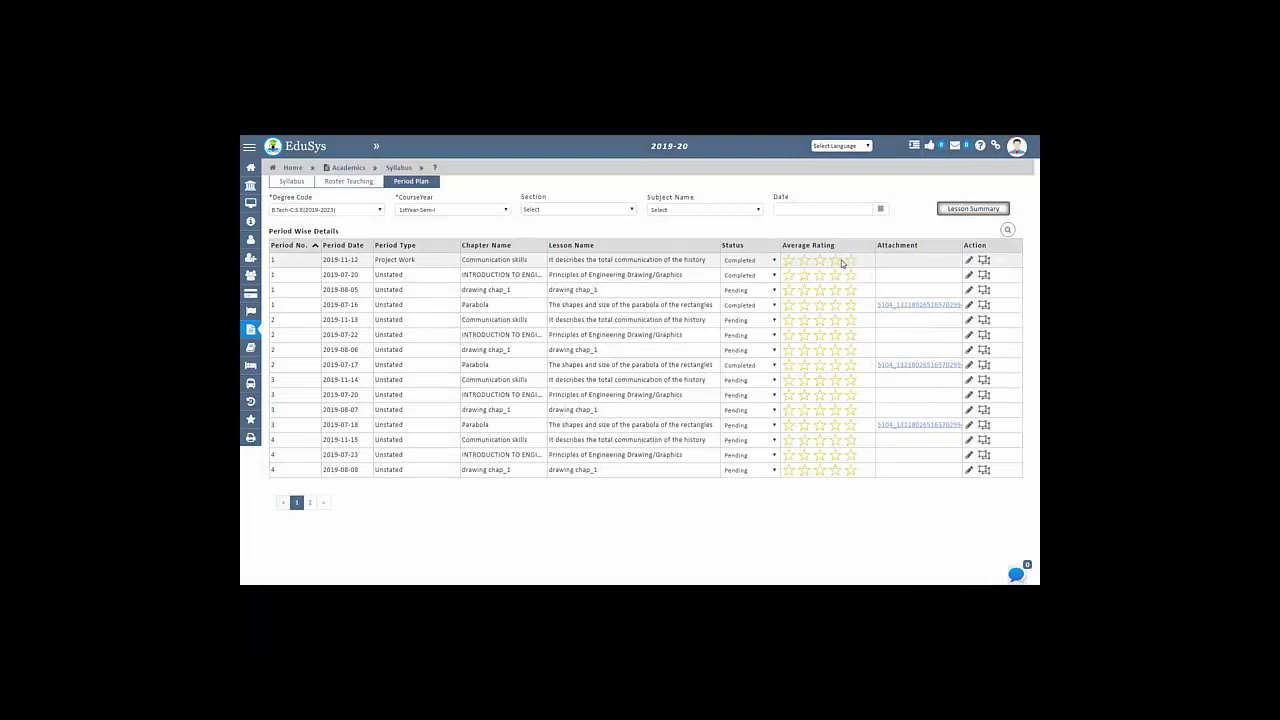 EduSys » 2019-20 Select Language 0 0 ?
Home » Academics » Syllabus » ?
Syllabus Roster Teaching Period Plan
*Degree Code *CourseYear Section Subject Name Date
B.Tech-C.S.E(2019-2023) 1stYear-Sem-I Select Select Lesson Summary
Period Wise Details
Period No. Period Date Period Type Chapter Name Lesson Name Status Average Rating Attachment Action
1 2019-11-12 Project Work Communication skills It describes the total communication of the history Completed
1 2019-07-20 Unstated INTRODUCTION TO ENGI... Principles of Engineering Drawing/Graphics Completed
1 2019-08-05 Unstated drawing chap_1 drawing chap_1 Pending
1 2019-07-16 Unstated Parabola The shapes and size of the parabola of the rectangles Completed
2 2019-11-13 Unstated Communication skills It describes the total communication of the history Pending
2 2019-07-22 Unstated INTRODUCTION TO ENGI... Principles of Engineering Drawing/Graphics Pending
2 2019-08-06 Unstated drawing chap_1 drawing chap_1 Pending
2 2019-07-17 Unstated Parabola The shapes and size of the parabola of the rectangles Completed
3 2019-11-14 Unstated Communication skills It describes the total communication of the history Pending
3 2019-07-20 Unstated INTRODUCTION TO ENGI... Principles of Engineering Drawing/Graphics Pending
3 2019-08-07 Unstated drawing chap_1 drawing chap_1 Pending
3 2019-07-18 Unstated Parabola The shapes and size of the parabola of the rectangles Pending
4 2019-11-15 Unstated Communication skills It describes the total communication of the history Pending
4 2019-07-23 Unstated INTRODUCTION TO ENGI... Principles of Engineering Drawing/Graphics Pending
4 2019-08-08 Unstated drawing chap_1 drawing chap_1 Pending
« 1 2 »
0